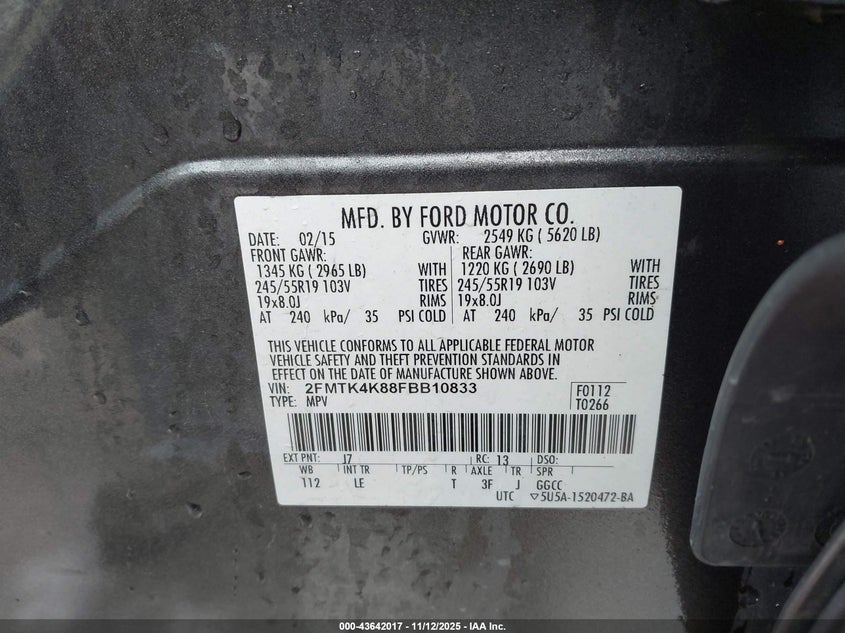 MFD. BY FORD MOTOR CO.
DATE: 02/15 GVWR: 2549 KG ( 5620 LB)
FRONT GAWR: REAR GAWR:
1345 KG ( 2965 LB) WITH 1220 KG ( 2690 LB) WITH
245/55R19 103V TIRES 245/55R19 103V TIRES
19x8.0J RIMS 19x8.0J RIMS
AT 240 kPa/ 35 PSI COLD AT 240 kPa/ 35 PSI COLD
THIS VEHICLE CONFORMS TO ALL APPLICABLE FEDERAL MOTOR
VEHICLE SAFETY AND THEFT PREVENTION STANDARDS IN
EFFECT ON THE DATE OF MANUFACTURE SHOWN ABOVE.
VIN: 2FMTK4K88FBB10833 F0112
TYPE: MPV T0266
EXT PNT: J7 RC: 13 DSO:
WB INT TR TP/PS R AXLE TR SPR
112 LE T 3F J GGCC
UTC ▽5U5A-1520472-BA
000-43642017 - 11/12/2025 - IAA Inc.